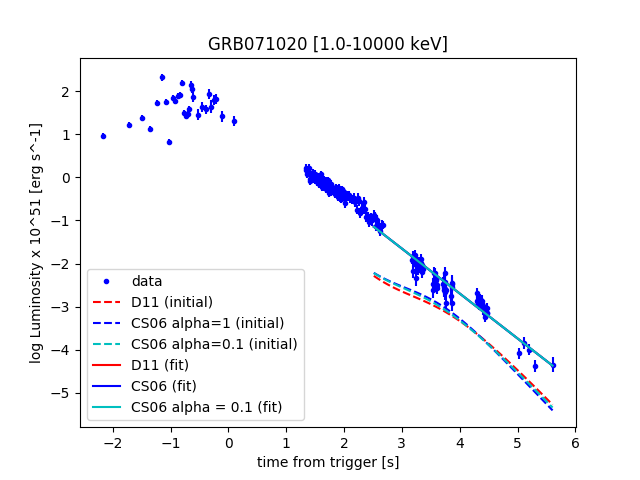 GRB071020 [1.0-10000 keV]
log Luminosity x 10^51 [erg s^-1]
2
1
0
−1
−2
−3
−4
−5
data
D11 (initial)
CS06 alpha=1 (initial)
CS06 alpha=0.1 (initial)
D11 (fit)
CS06 (fit)
CS06 alpha = 0.1 (fit)
−2 −1 0 1 2 3 4 5 6
time from trigger [s]